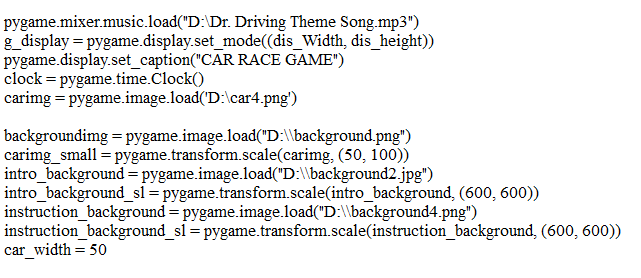 pygame.mixer.music.load("D:\Dr. Driving Theme Song.mp3")
g_display = pygame.display.set_mode((dis_Width, dis_height))
pygame.display.set_caption("CAR RACE GAME")
clock = pygame.time.Clock()
carimg = pygame.image.load('D:\car4.png')
backgroundimg = pygame.image.load("D:\\background.png")
carimg_small = pygame.transform.scale(carimg, (50, 100))
intro_background = pygame.image.load("D:\\background2.jpg")
intro_background_sl = pygame.transform.scale(intro_background, (600, 600))
instruction_background = pygame.image.load("D:\\background4.png")
instruction_background_sl = pygame.transform.scale(instruction_background, (600, 600))
car_width = 50